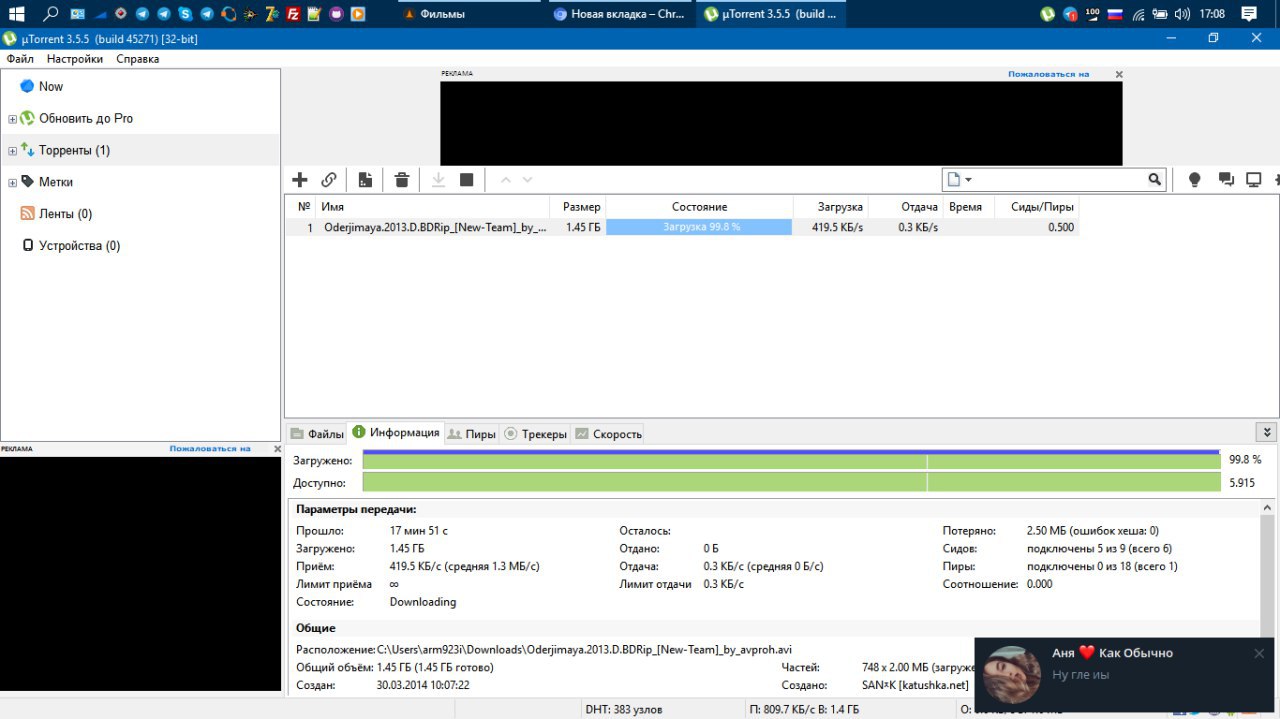 Фильмы
Новая вкладка – Chr...
µTorrent 3.5.5 (build ...
100
17:08
µTorrent 3.5.5 (build 45271) [32-bit]
Файл Настройки Справка
Now
Обновить до Pro
Торренты (1)
Метки
Ленты (0)
Устройства (0)
РЕКЛАМА Пожаловаться на
№ Имя Размер Состояние Загрузка Отдача Время Сиды/Пиры
1 Oderjimaya.2013.D.BDRip_[New-Team]_by_... 1.45 ГБ Загрузка 99.8 % 419.5 КБ/s 0.3 КБ/s 0.500
РЕКЛАМА Пожаловаться на
Файлы Информация Пиры Трекеры Скорость
Загружено: 99.8 %
Доступно: 5.915
Параметры передачи:
Прошло: 17 мин 51 с Осталось: Потеряно: 2.50 МБ (ошибок хеша: 0)
Загружено: 1.45 ГБ Отдано: 0 Б Сидов: подключены 5 из 9 (всего 6)
Приём: 419.5 КБ/с (средняя 1.3 МБ/с) Отдача: 0.3 КБ/с (средняя 0 Б/с) Пиры: подключены 0 из 18 (всего 1)
Лимит приёма ∞ Лимит отдачи 0.3 КБ/с Соотношение: 0.000
Состояние: Downloading
Общие
Расположение: C:\Users\arm923i\Downloads\Oderjimaya.2013.D.BDRip_[New-Team]_by_avproh.avi
Общий объём: 1.45 ГБ (1.45 ГБ готово) Частей: 748 x 2.00 МБ (загруже
Создан: 30.03.2014 10:07:22 Создано: SAN¤K [katushka.net]
Аня ❤️ Как Обычно
Ну гле иы
DHT: 383 узлов П: 809.7 КБ/с В: 1.4 ГБ